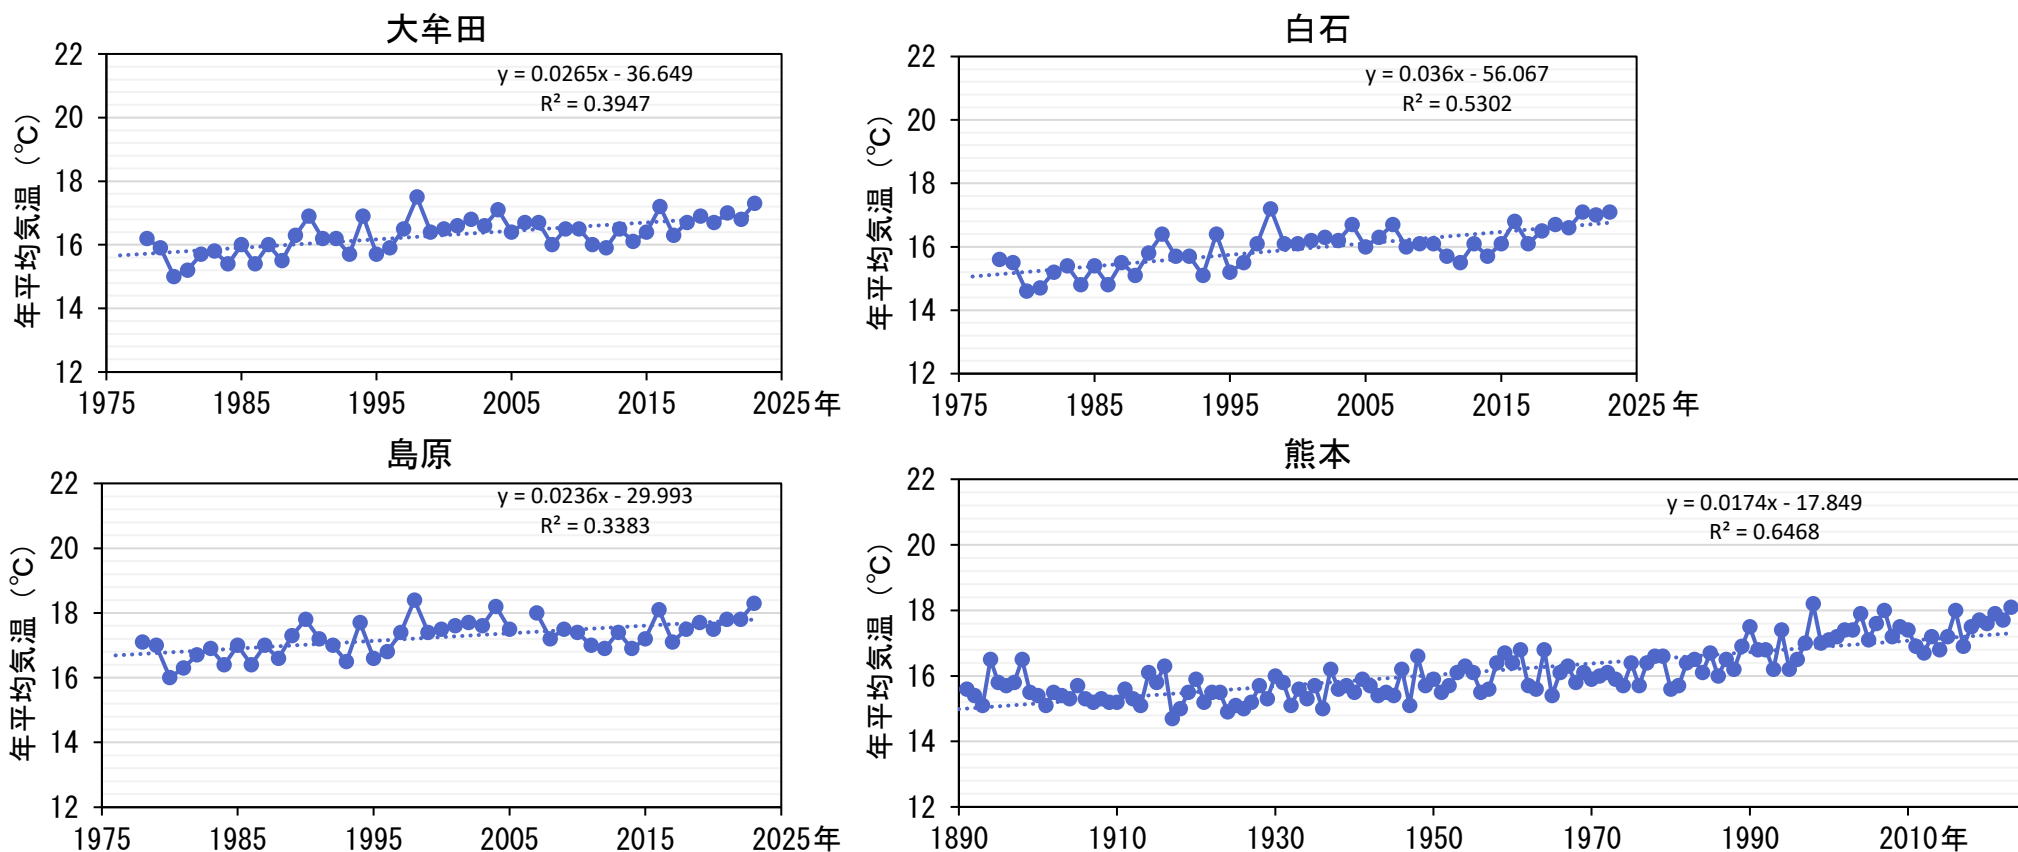 大牟田
y = 0.0265x - 36.649
R² = 0.3947
年平均気温（℃）
22
20
18
16
14
12
1975 1985 1995 2005 2015 2025年
白石
y = 0.036x - 56.067
R² = 0.5302
年平均気温（℃）
22
20
18
16
14
12
1975 1985 1995 2005 2015 2025年
島原
y = 0.0236x - 29.993
R² = 0.3383
年平均気温（℃）
22
20
18
16
14
12
1975 1985 1995 2005 2015 2025年
熊本
y = 0.0174x - 17.849
R² = 0.6468
年平均気温（℃）
22
20
18
16
14
12
1890 1910 1930 1950 1970 1990 2010年